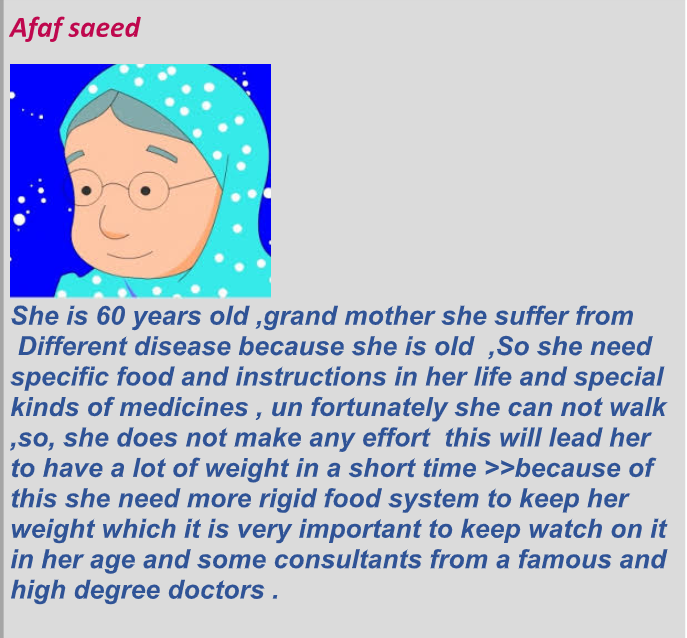 Afaf saeed
She is 60 years old ,grand mother she suffer from
Different disease because she is old ,So she need
specific food and instructions in her life and special
kinds of medicines , un fortunately she can not walk
,so, she does not make any effort this will lead her
to have a lot of weight in a short time >>because of
this she need more rigid food system to keep her
weight which it is very important to keep watch on it
in her age and some consultants from a famous and
high degree doctors .